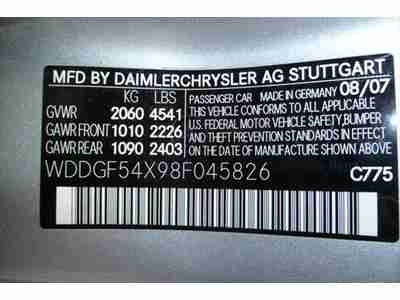 MFD BY DAIMLERCHRYSLER AG STUTTGART
KG LBS
GVWR 2060 4541
GAWR FRONT 1010 2226
GAWR REAR 1090 2403
PASSENGER CAR MADE IN GERMANY 08/07
THIS VEHICLE CONFORMS TO ALL APPLICABLE
U.S. FEDERAL MOTOR VEHICLE SAFETY, BUMPER
AND THEFT PREVENTION STANDARDS IN EFFECT
ON THE DATE OF MANUFACTURE SHOWN ABOVE
WDDGF54X98F045826 C775